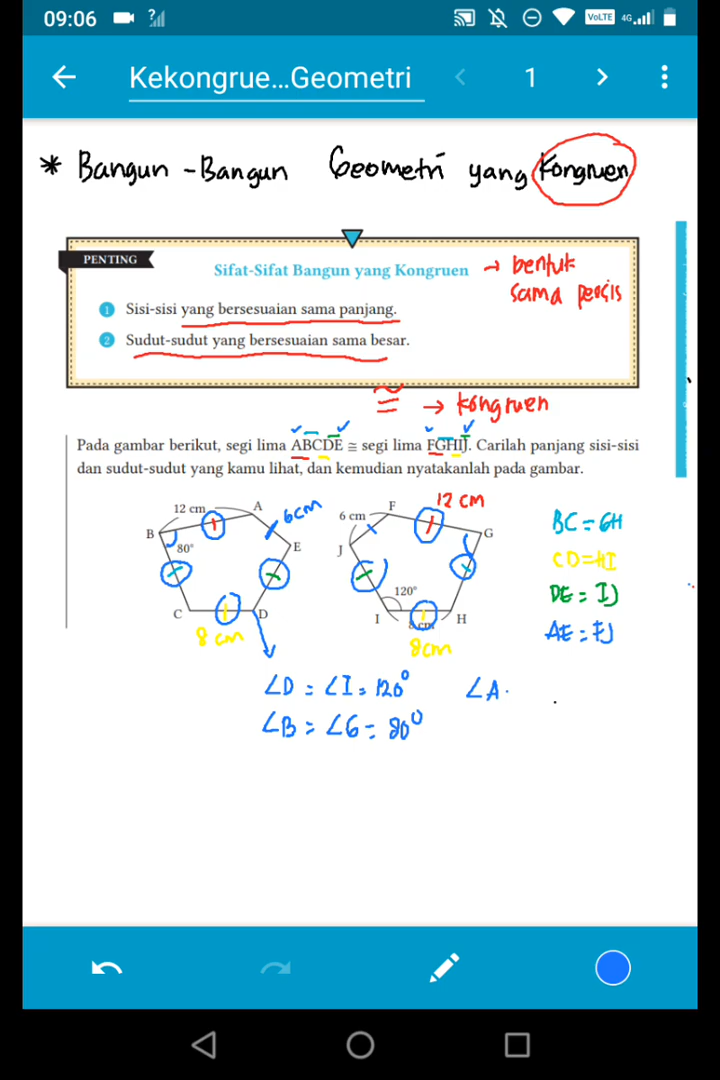 09:06 ? VoLTE 4G
Kekongrue...Geometri 1
* Bangun - Bangun Geometri yang Kongruen
PENTING
Sifat-Sifat Bangun yang Kongruen → bentuk
sama persis
1 Sisi-sisi yang bersesuaian sama panjang.
2 Sudut-sudut yang bersesuaian sama besar.
≅ → kongruen
Pada gambar berikut, segi lima ABCDE ≅ segi lima FGHIJ. Carilah panjang sisi-sisi
dan sudut-sudut yang kamu lihat, dan kemudian nyatakanlah pada gambar.
12 cm A 6cm 6 cm F 12 cm
B E J G BC = GH
80° CD = HI
120° DE = IJ
C D I 8 cm H AE = FJ
8 cm 8cm
∠D = ∠I = 120° ∠A.
∠B = ∠G = 80°